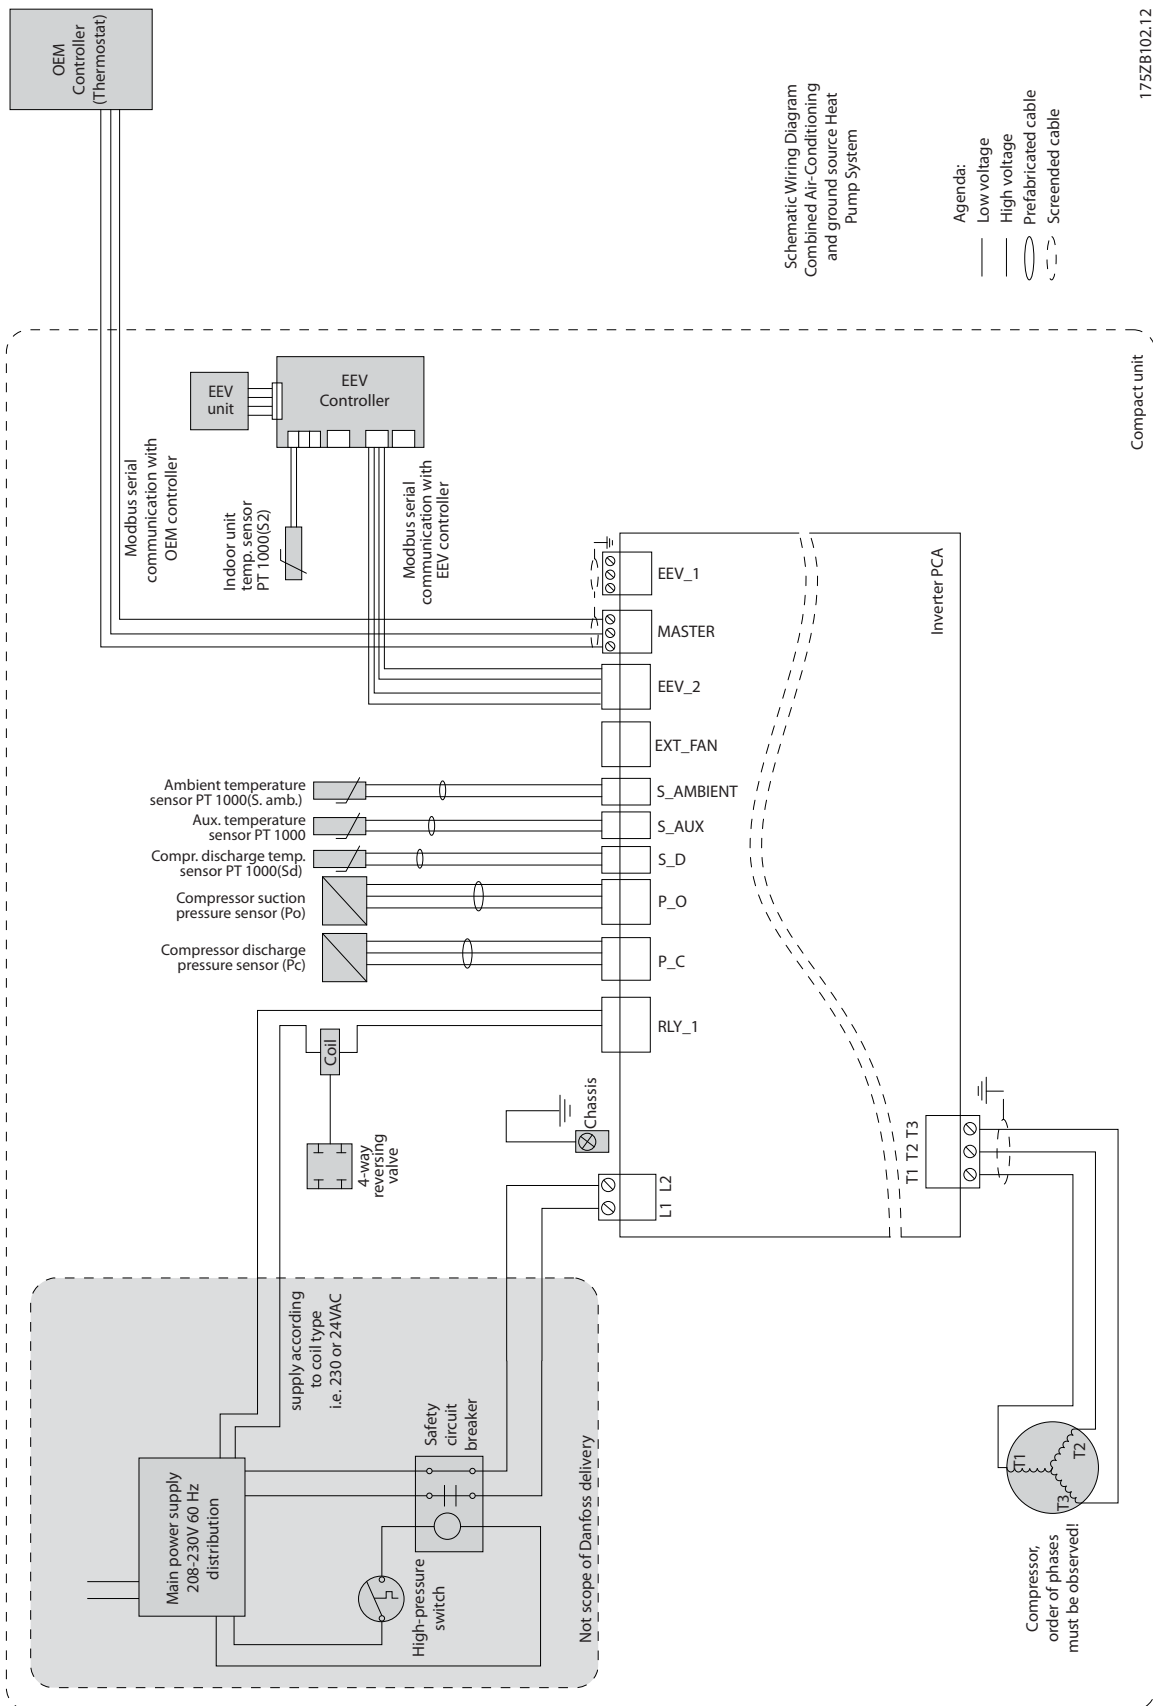 175ZB102.12
OEM
Controller
(Thermostat)
Schematic Wiring Diagram
Combined Air-Conditioning
and ground source Heat
Pump System
Agenda:
Low voltage
High voltage
Prefabricated cable
Screended cable
Compact unit
Modbus serial
communication with
OEM controller
EEV
unit
EEV
Controller
Indoor unit
temp. sensor
PT 1000(S2)
Modbus serial
communication with
EEV controller
Inverter PCA
EEV_1
MASTER
EEV_2
EXT_FAN
S_AMBIENT
S_AUX
S_D
P_O
P_C
RLY_1
Ambient temperature
sensor PT 1000(S. amb.)
Aux. temperature
sensor PT 1000
Compr. discharge temp.
sensor PT 1000(Sd)
Compressor suction
pressure sensor (Po)
Compressor discharge
pressure sensor (Pc)
Coil
4-way
reversing
valve
Chassis
L1 L2
T1 T2 T3
supply according
to coil type
i.e. 230 or 24VAC
Main power supply
208-230V 60 Hz
distribution
Safety
circuit
breaker
High-pressure
switch
Not scope of Danfoss delivery
T1
T2
T3
Compressor,
order of phases
must be observed!